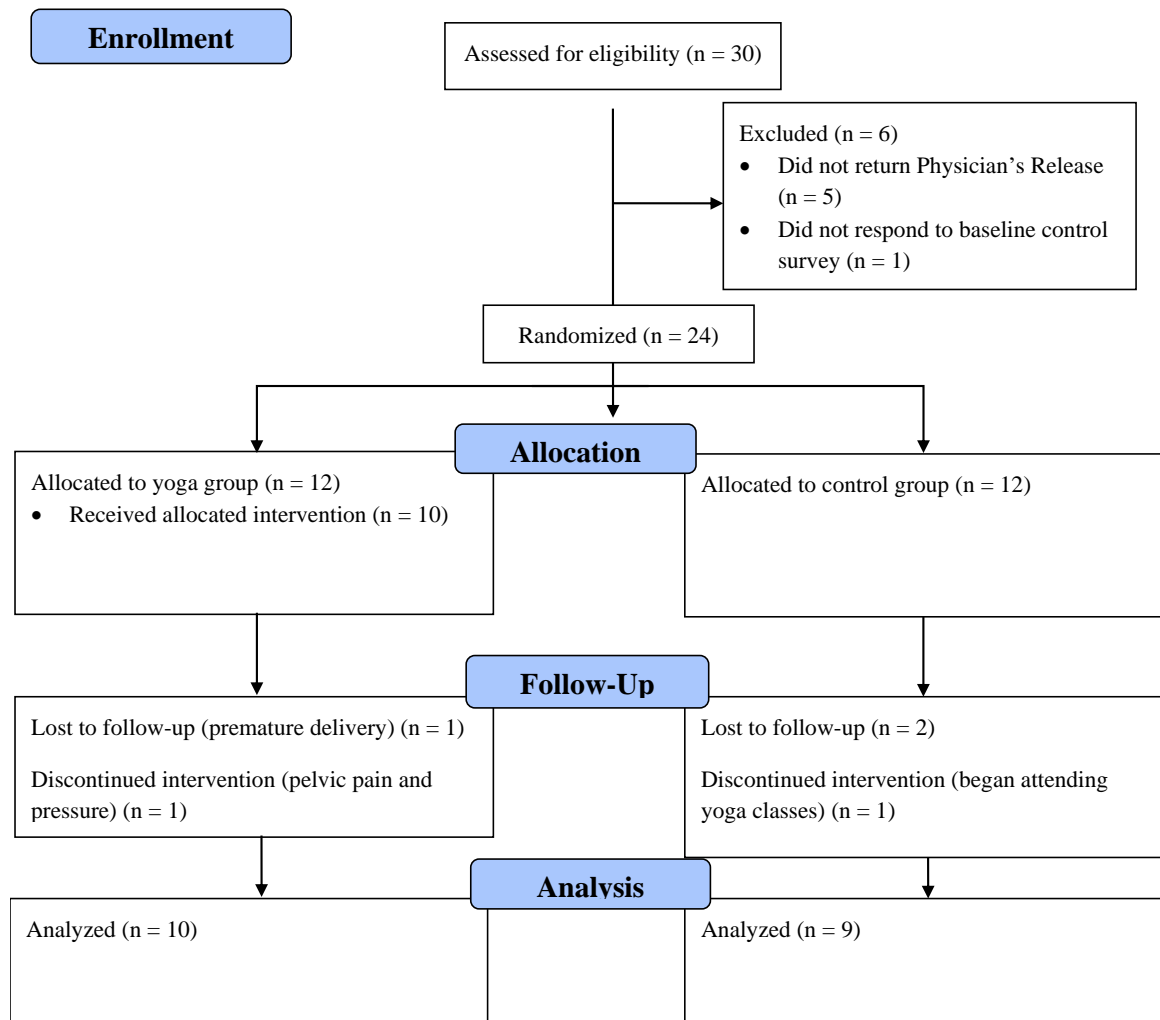 Enrollment
Assessed for eligibility (n = 30)
Excluded (n = 6)
• Did not return Physician’s Release
(n = 5)
• Did not respond to baseline control
survey (n = 1)
Randomized (n = 24)
Allocation
Allocated to yoga group (n = 12)
• Received allocated intervention (n = 10)
Allocated to control group (n = 12)
Follow-Up
Lost to follow-up (premature delivery) (n = 1)
Discontinued intervention (pelvic pain and
pressure) (n = 1)
Lost to follow-up (n = 2)
Discontinued intervention (began attending
yoga classes) (n = 1)
Analysis
Analyzed (n = 10)
Analyzed (n = 9)